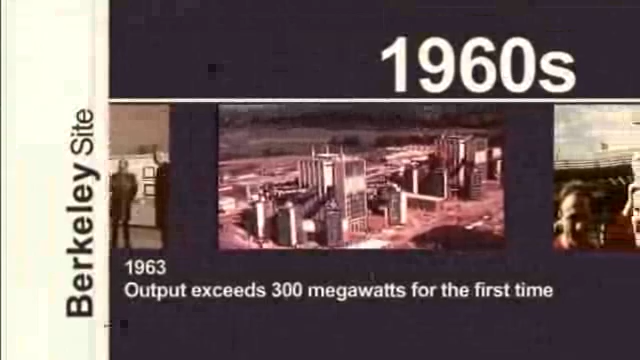 1960s
Berkeley Site
1963
Output exceeds 300 megawatts for the first time